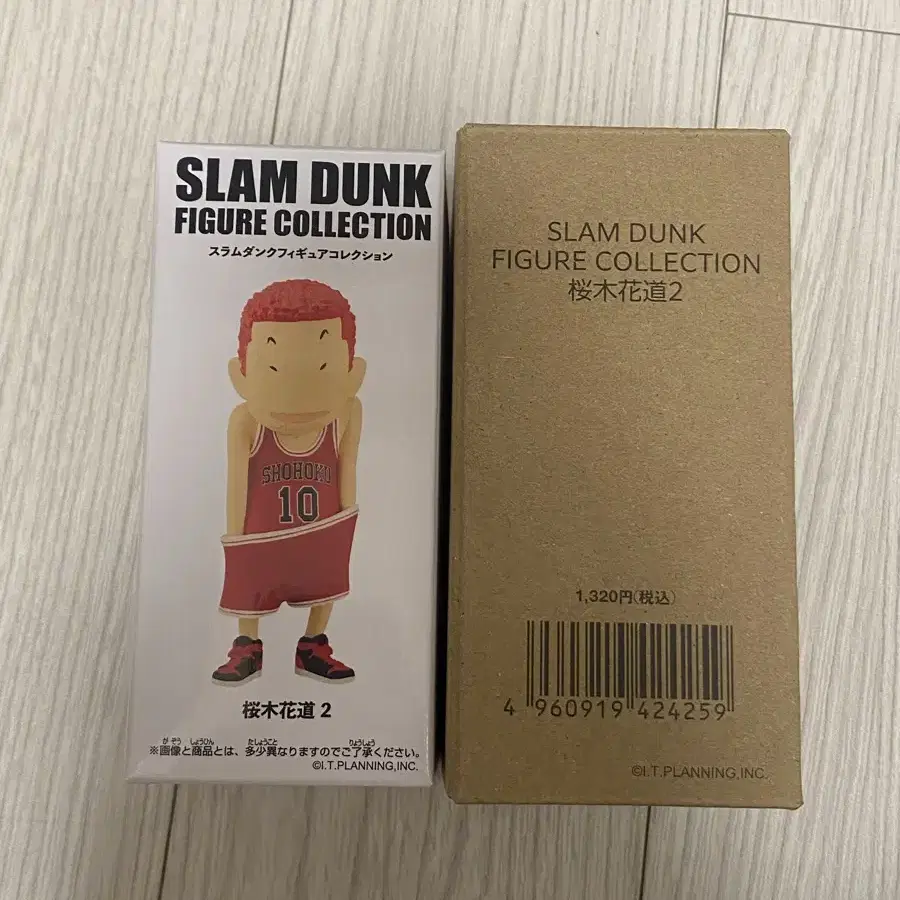 SLAM DUNK
FIGURE COLLECTION
スラムダンクフィギュアコレクション
SHOHOKU
10
桜木花道 2
がぞう しょうひん たしょうこと りょうしょう
※画像と商品とは、多少異なりますのでご了承ください。
©I.T.PLANNING,INC.
SLAM DUNK
FIGURE COLLECTION
桜木花道2
1,320円(税込)
4 960919 424259
©I.T.PLANNING,INC.